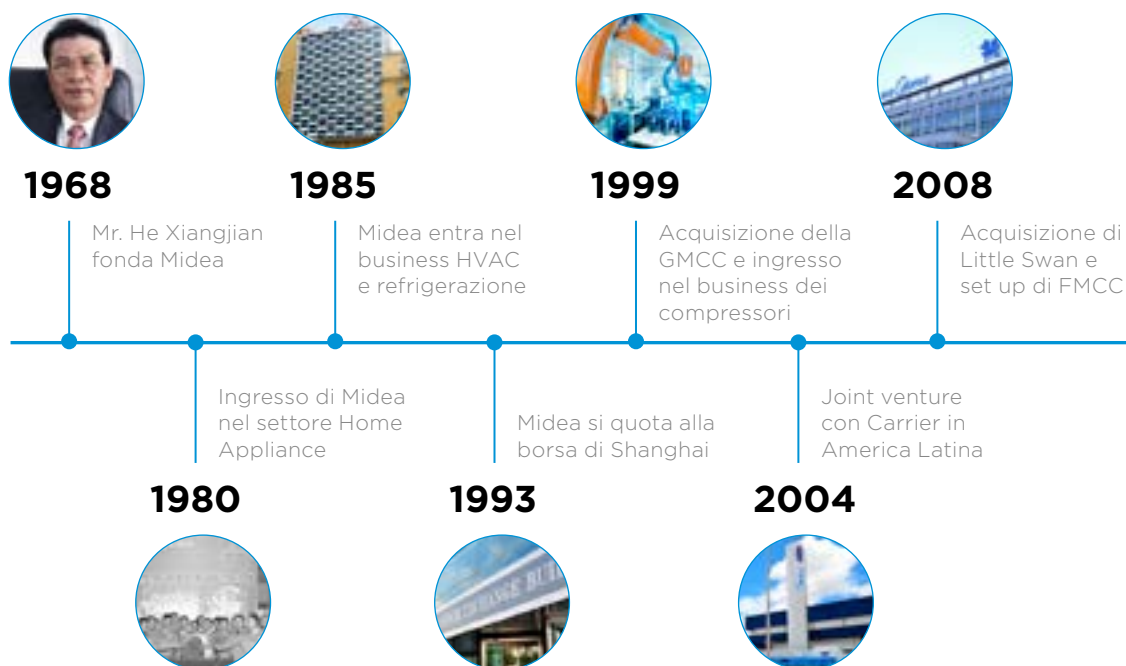 1968
Mr. He Xiangjian
fonda Midea
1980
Ingresso di Midea
nel settore Home
Appliance
1985
Midea entra nel
business HVAC
e refrigerazione
1993
Midea si quota alla
borsa di Shanghai
1999
Acquisizione della
GMCC e ingresso
nel business dei
compressori
2004
Joint venture
con Carrier in
America Latina
2008
Acquisizione di
Little Swan e
set up di FMCC